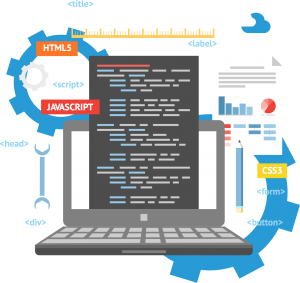 <title>
HTML5
<label>
<script>
JAVASCRIPT
<head>
CSS3
<form>
<div>
<button>